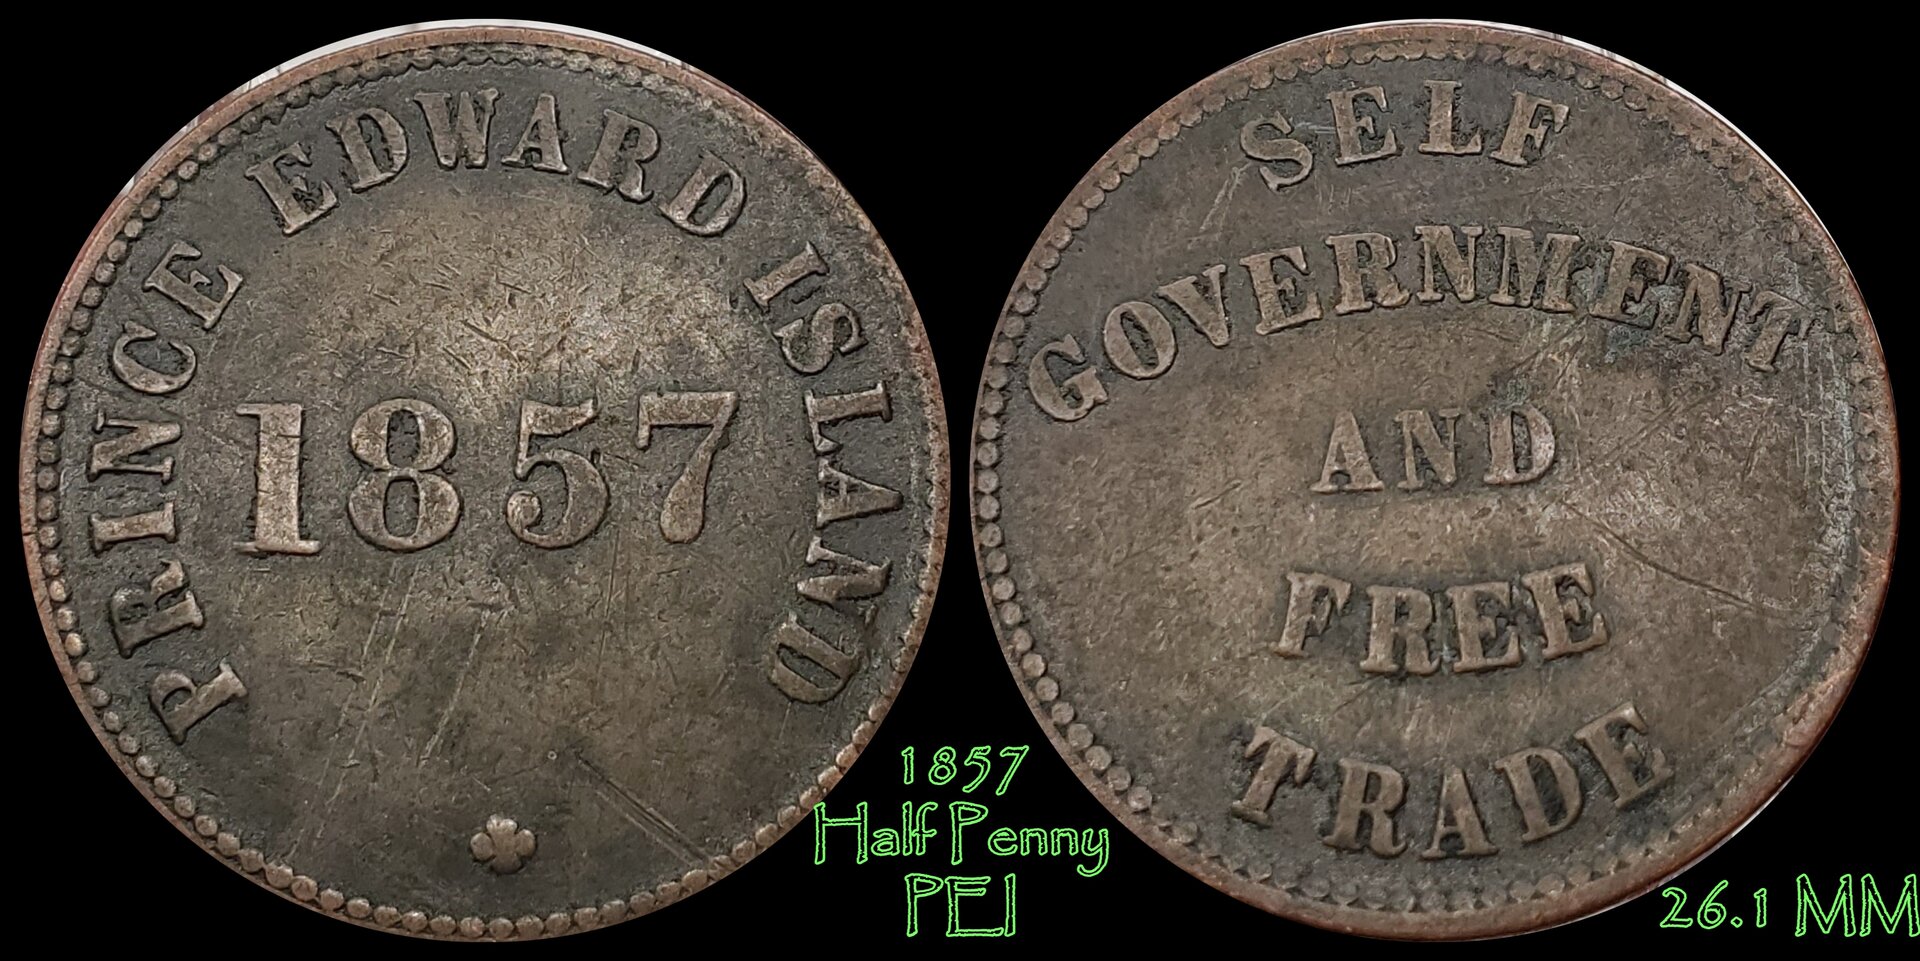 PRINCE EDWARD ISLAND
1857
SELF
GOVERNMENT
AND
FREE
TRADE
1857
Half Penny
PEI
26.1 MM